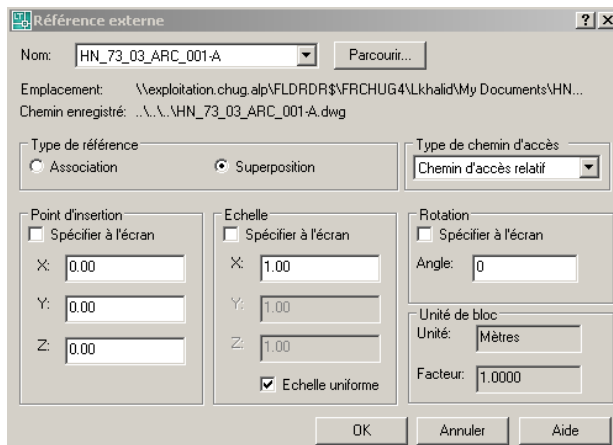 Référence externe
Nom: HN_73_03_ARC_001-A Parcourir...
Emplacement: \\exploitation.chug.alp\FLDRDR$\FRCHUG4\Lkhalid\My Documents\HN...
Chemin enregistré: ..\..\..\HN_73_03_ARC_001-A.dwg
Type de référence
Association Superposition
Type de chemin d'accès
Chemin d'accès relatif
Point d'insertion
Spécifier à l'écran
X: 0.00
Y: 0.00
Z: 0.00
Echelle
Spécifier à l'écran
X: 1.00
Y: 1.00
Z: 1.00
Echelle uniforme
Rotation
Spécifier à l'écran
Angle: 0
Unité de bloc
Unité: Mètres
Facteur: 1.0000
OK Annuler Aide